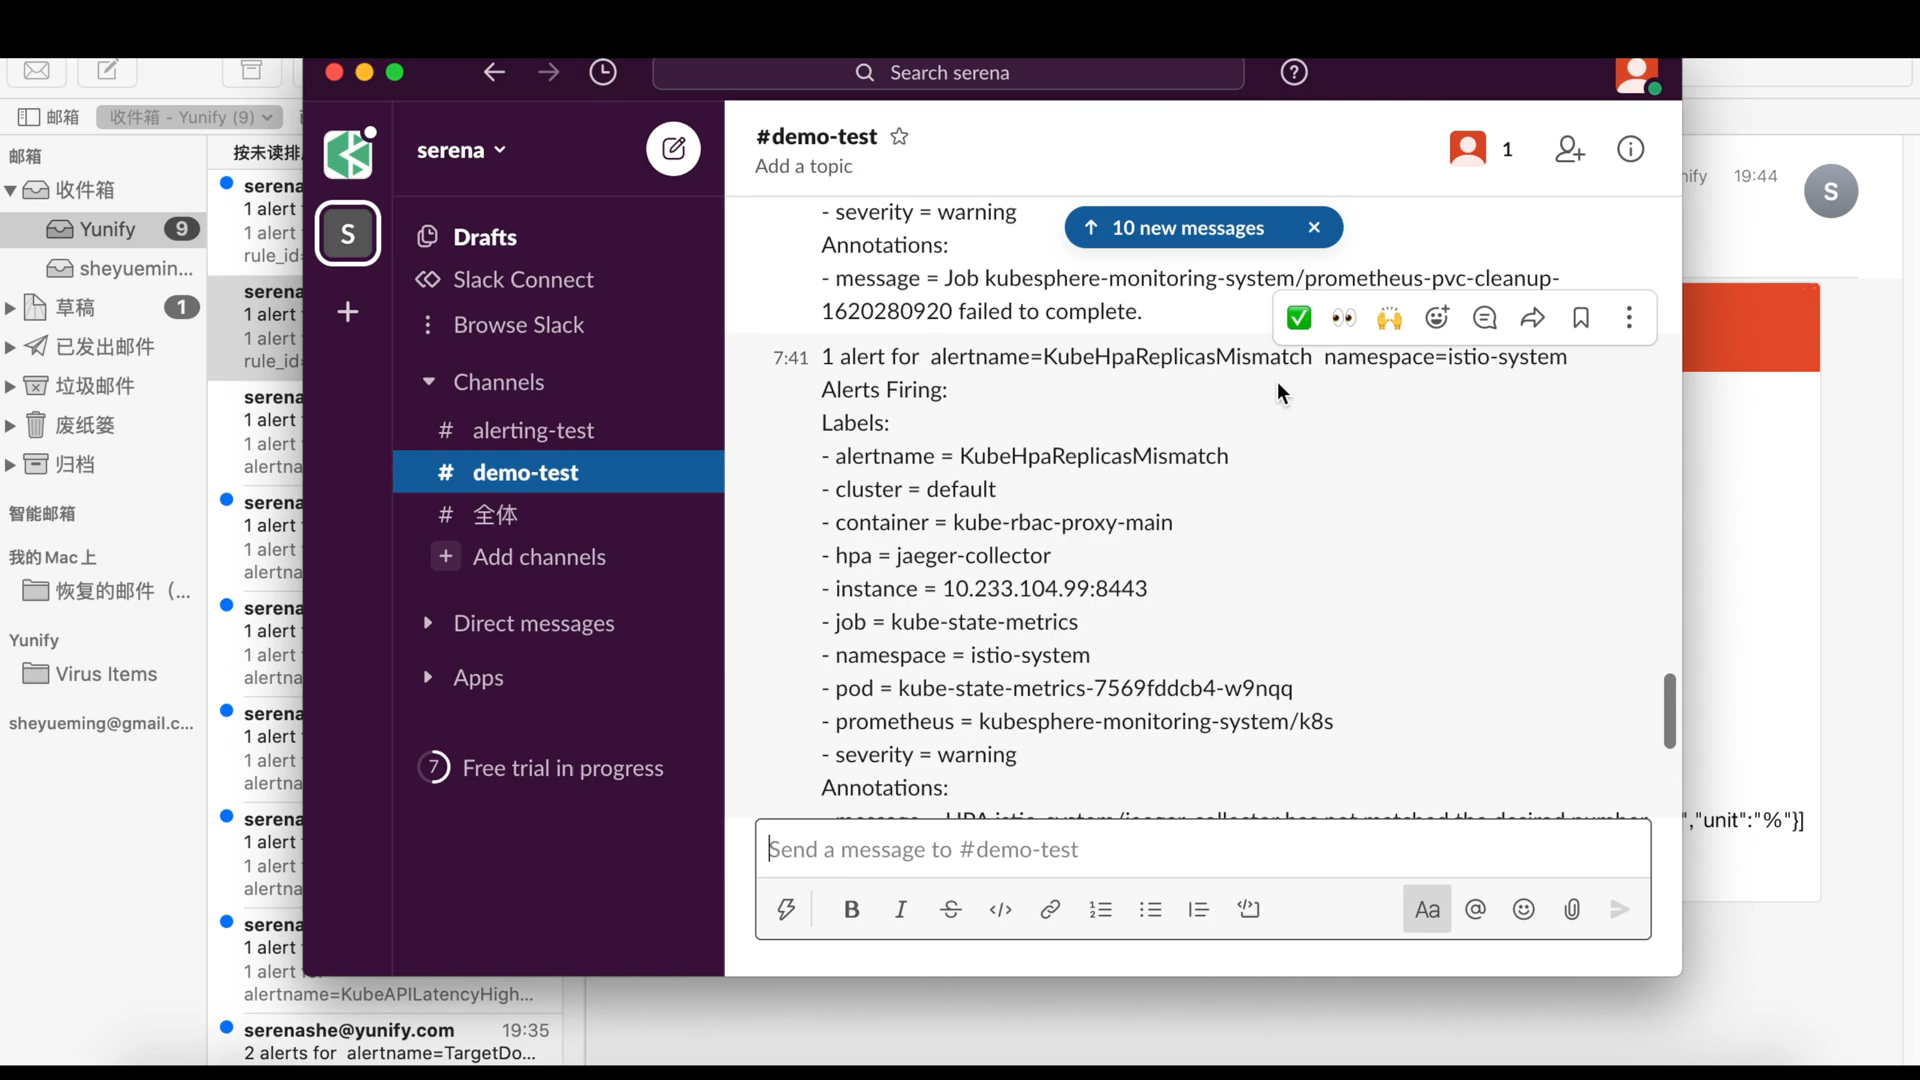 Search serena
邮箱
收件箱 - Yunify (9)
邮箱
收件箱
Yunify
9
sheyuemin...
草稿
1
已发出邮件
垃圾邮件
废纸篓
归档
智能邮箱
我的 Mac 上
恢复的邮件（...
Yunify
Virus Items
sheyueming@gmail.c...
按未读排
serena
1 alert
1 alert
rule_id=
serena
1 alert
1 alert
rule_id=
serena
1 alert
1 alert
alertna
serena
1 alert
1 alert
alertna
serena
1 alert
1 alert
alertna
serena
1 alert
1 alert
alertna
serena
1 alert
1 alert
alertna
serena
1 alert
1 alert
alertname=KubeAPILatencyHigh...
serenashe@yunify.com 19:35
2 alerts for alertname=TargetDo...
S
serena
Drafts
Slack Connect
Browse Slack
Channels
# alerting-test
# demo-test
# 全体
+ Add channels
Direct messages
Apps
7 Free trial in progress
#demo-test
Add a topic
1
10 new messages
- severity = warning
Annotations:
- message = Job kubesphere-monitoring-system/prometheus-pvc-cleanup-
1620280920 failed to complete.
7:41 1 alert for alertname=KubeHpaReplicasMismatch namespace=istio-system
Alerts Firing:
Labels:
- alertname = KubeHpaReplicasMismatch
- cluster = default
- container = kube-rbac-proxy-main
- hpa = jaeger-collector
- instance = 10.233.104.99:8443
- job = kube-state-metrics
- namespace = istio-system
- pod = kube-state-metrics-7569fddcb4-w9nqq
- prometheus = kubesphere-monitoring-system/k8s
- severity = warning
Annotations:
Send a message to #demo-test
B I S
Aa @
nify 19:44
S
","unit":"%"}]